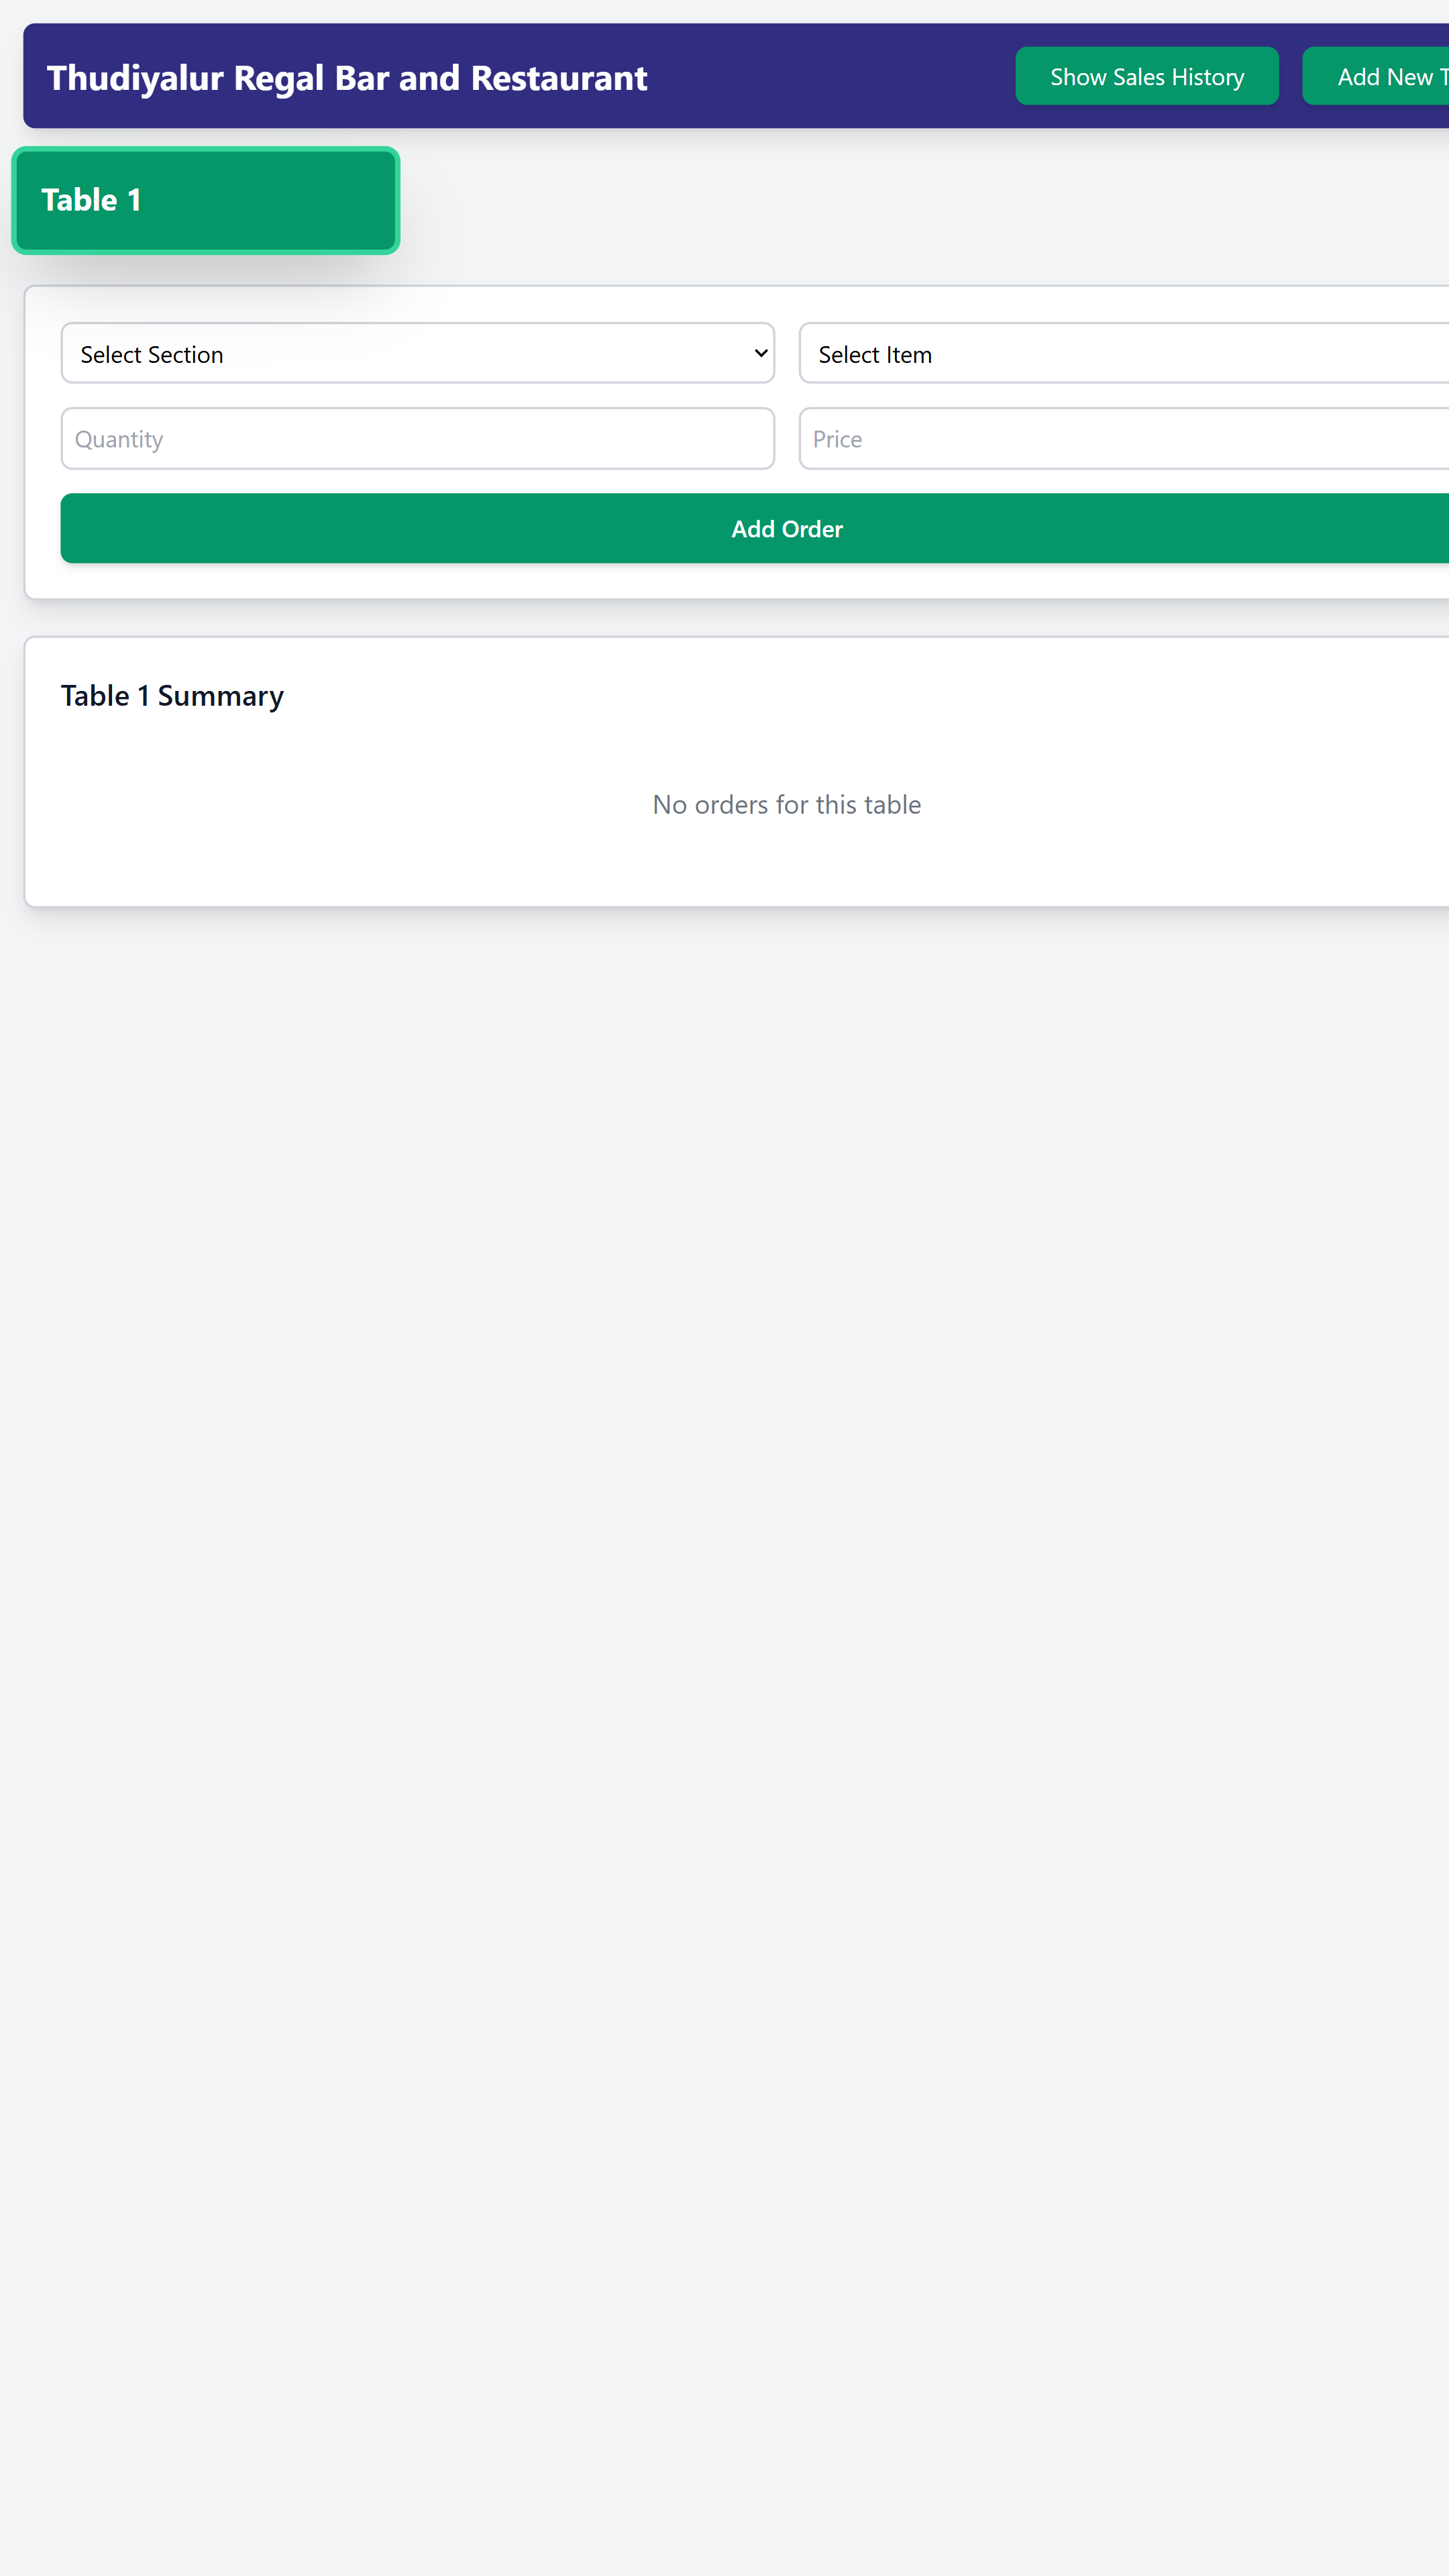 Thudiyalur Regal Bar and Restaurant
Show Sales History
Add New
Table 1
Select Section
Select Item
Quantity
Price
Add Order
Table 1 Summary
No orders for this table